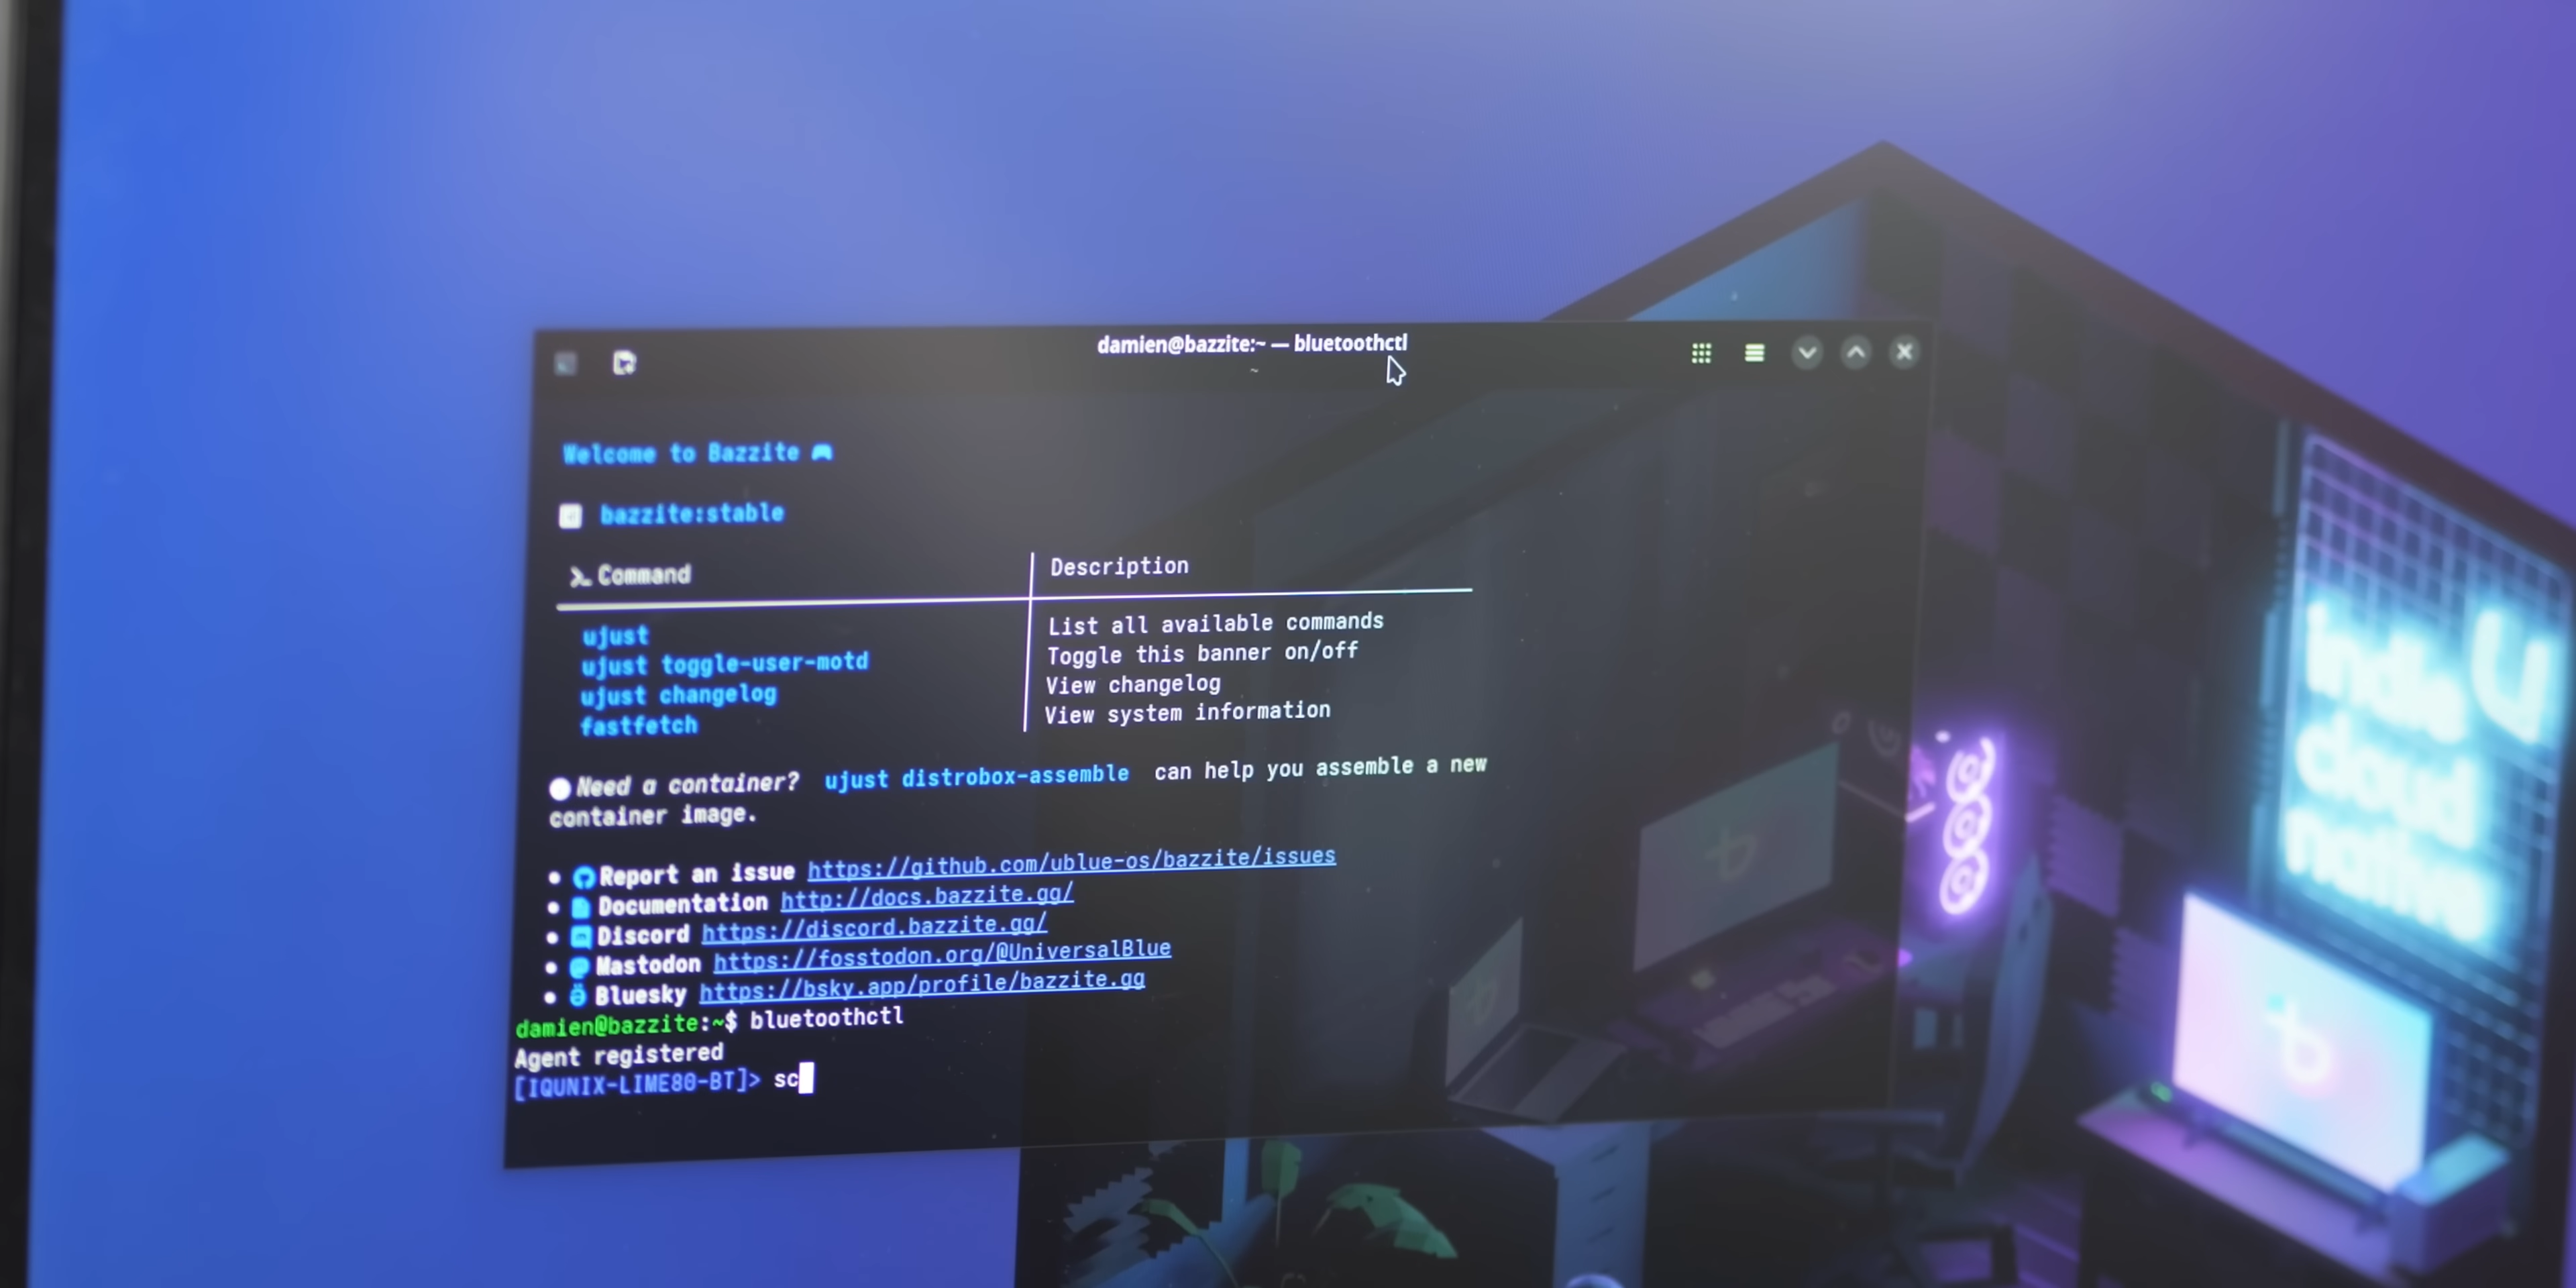 damien@bazzite:~ — bluetoothctl
~
Welcome to Bazzite
bazzite:stable
Command | Description
ujust | List all available commands
ujust toggle-user-motd | Toggle this banner on/off
ujust changelog | View changelog
fastfetch | View system information
Need a container? ujust distrobox-assemble can help you assemble a new
container image.
• Report an issue https://github.com/ublue-os/bazzite/issues
• Documentation http://docs.bazzite.gg/
• Discord https://discord.bazzite.gg/
• Mastodon https://fosstodon.org/@UniversalBlue
• Bluesky https://bsky.app/profile/bazzite.gg
damien@bazzite:~$ bluetoothctl
Agent registered
[IQUNIX-LIME80-BT]> sc
indie
cloud
native